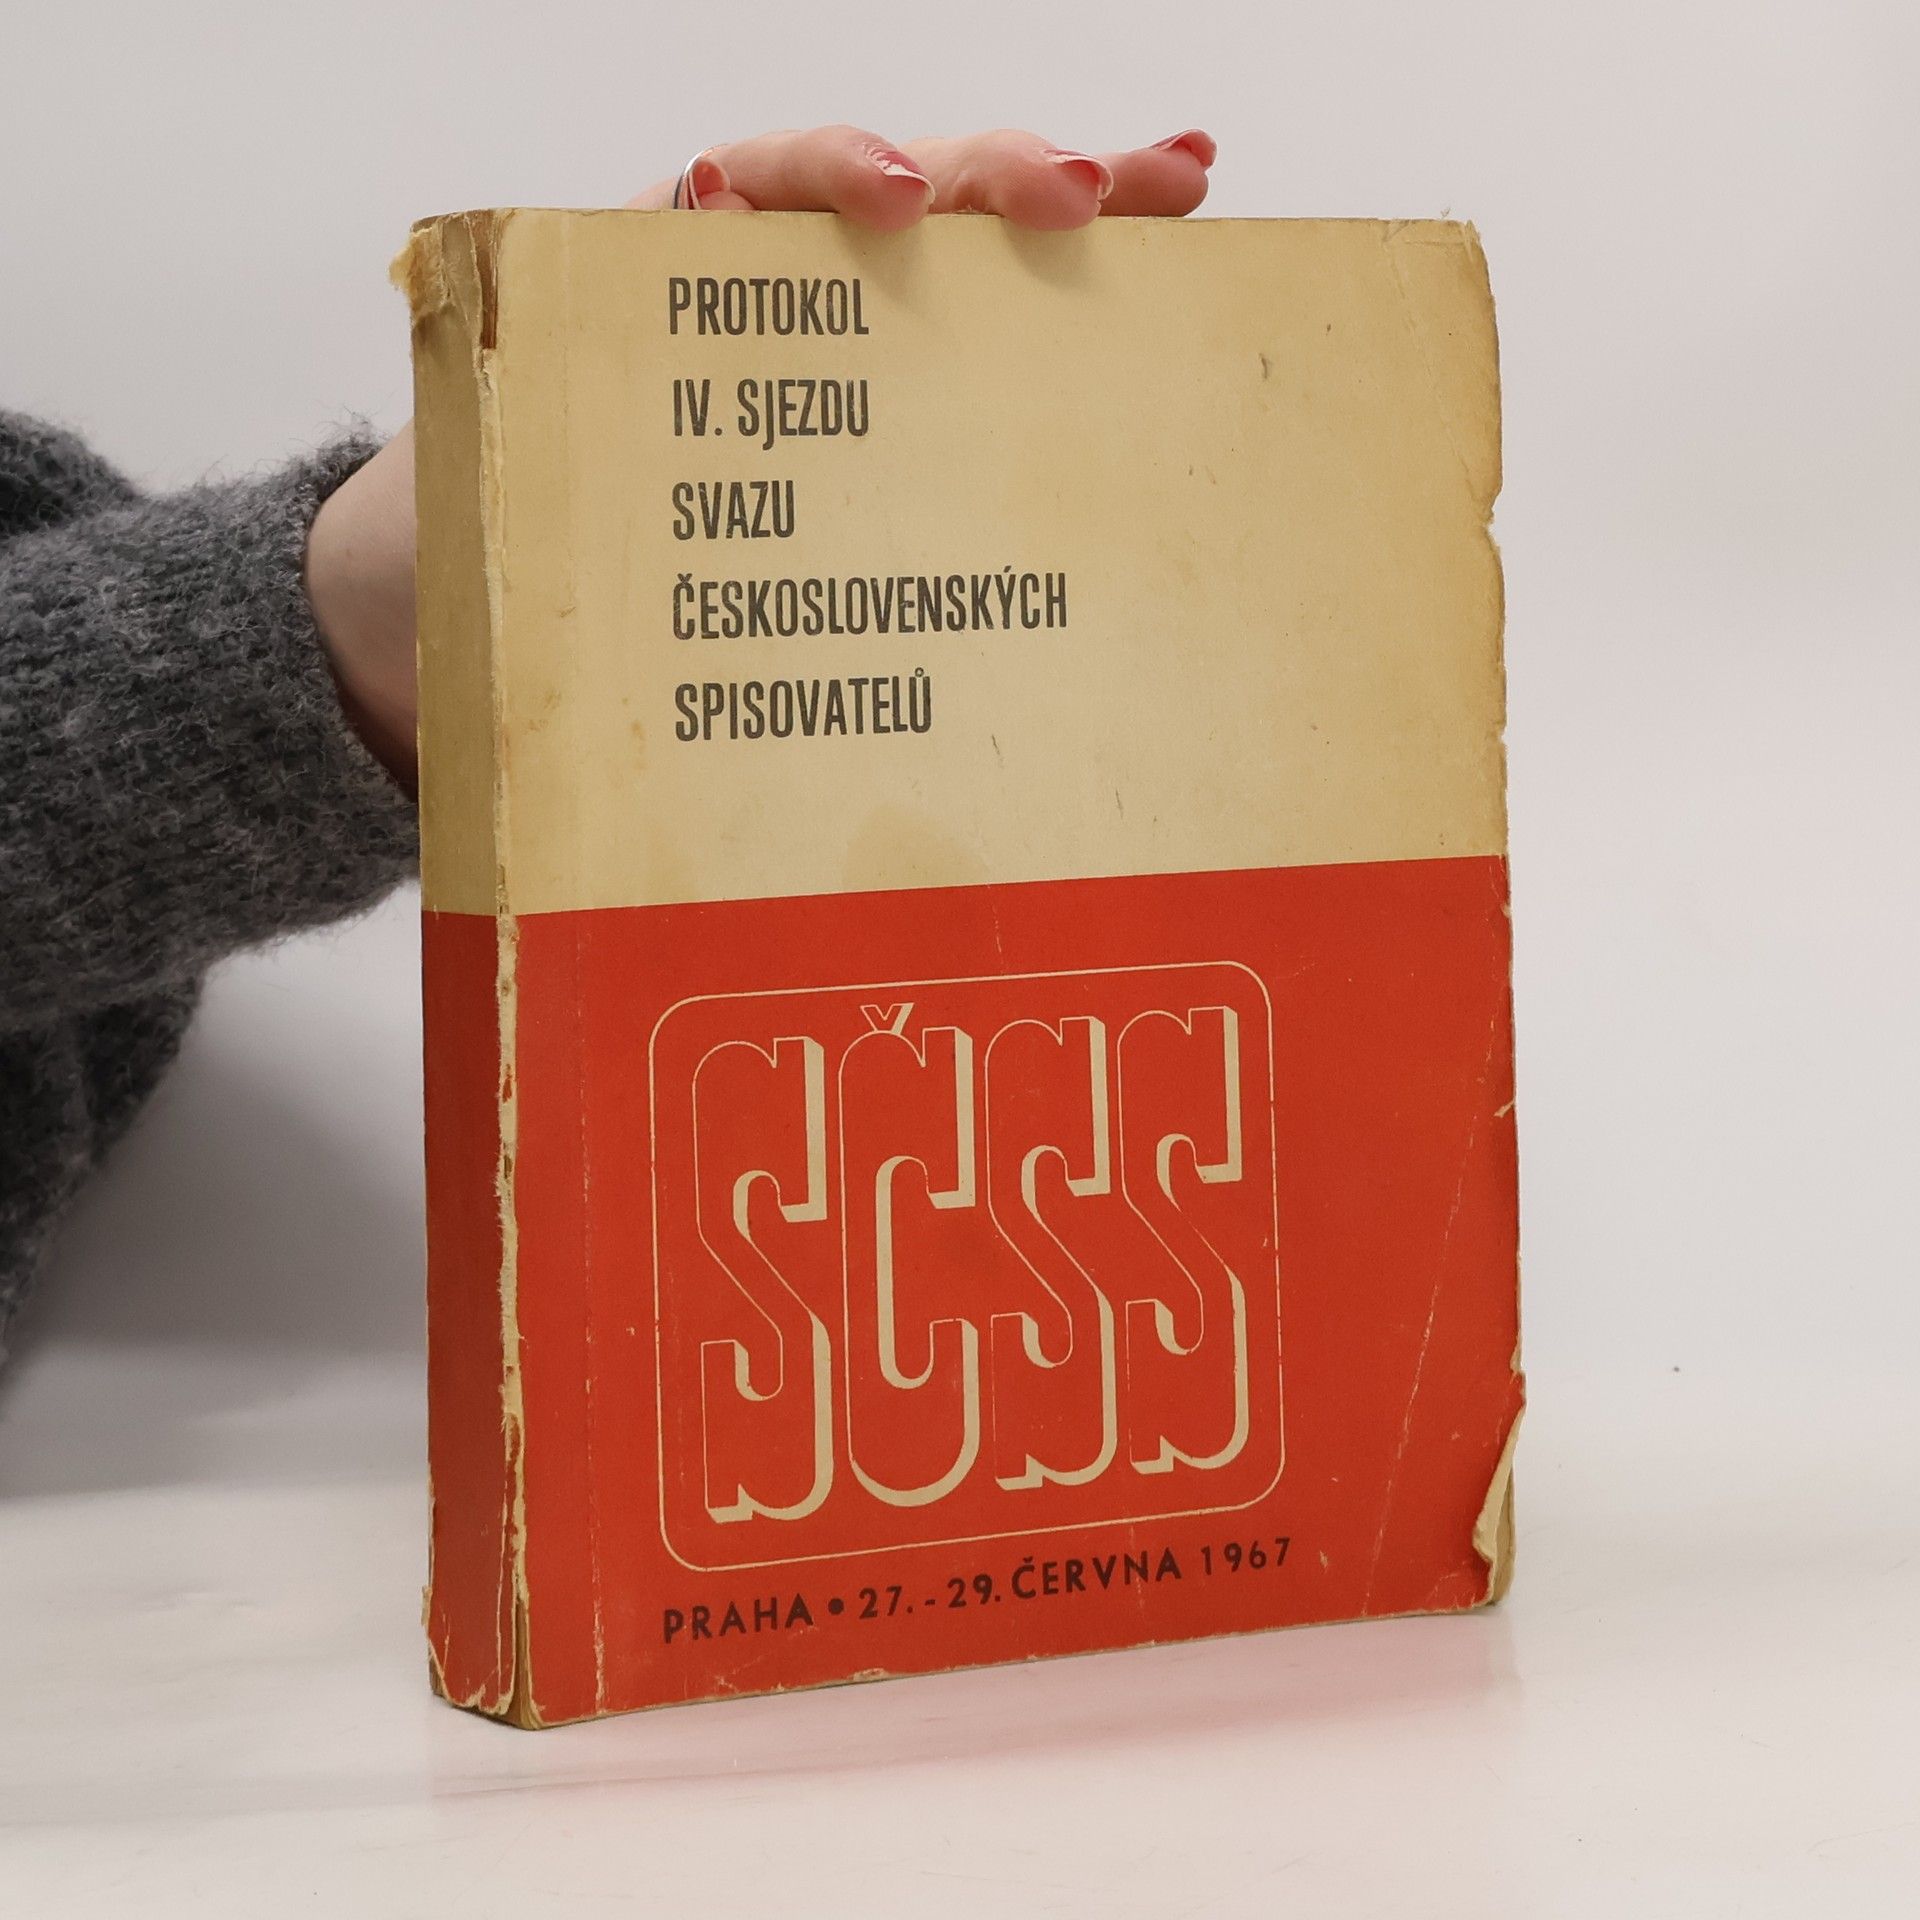 PROTOKOL
IV. SJEZDU
SVAZU
ČESKOSLOVENSKÝCH
SPISOVATELŮ
SČSS
PRAHA • 27. - 29. ČERVNA 1967